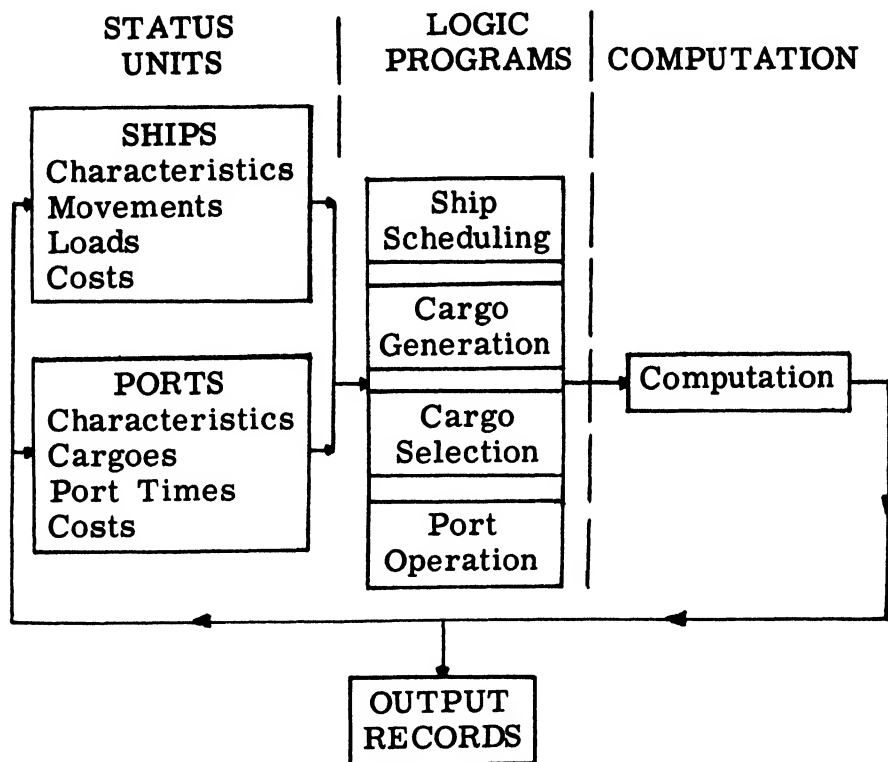 STATUS
UNITS
LOGIC
PROGRAMS
COMPUTATION
SHIPS
Characteristics
Movements
Loads
Costs
PORTS
Characteristics
Cargoes
Port Times
Costs
Ship
Scheduling
Cargo
Generation
Cargo
Selection
Port
Operation
Computation
OUTPUT
RECORDS